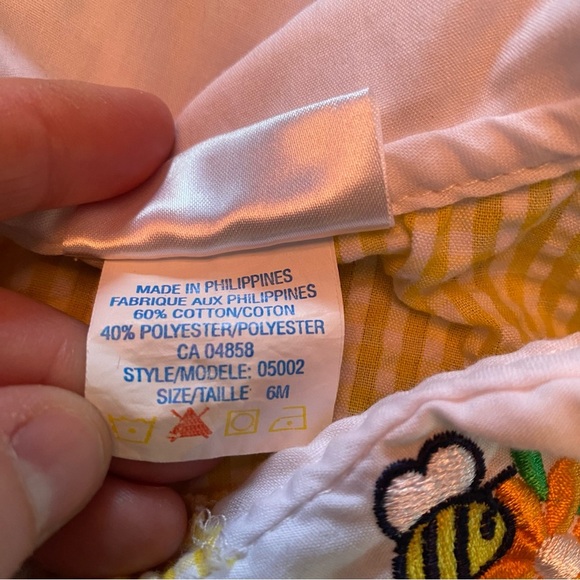 MADE IN PHILIPPINES
FABRIQUE AUX PHILIPPINES
60% COTTON/COTON
40% POLYESTER/POLYESTER
CA 04858
STYLE/MODELE: 05002
SIZE/TAILLE 6M